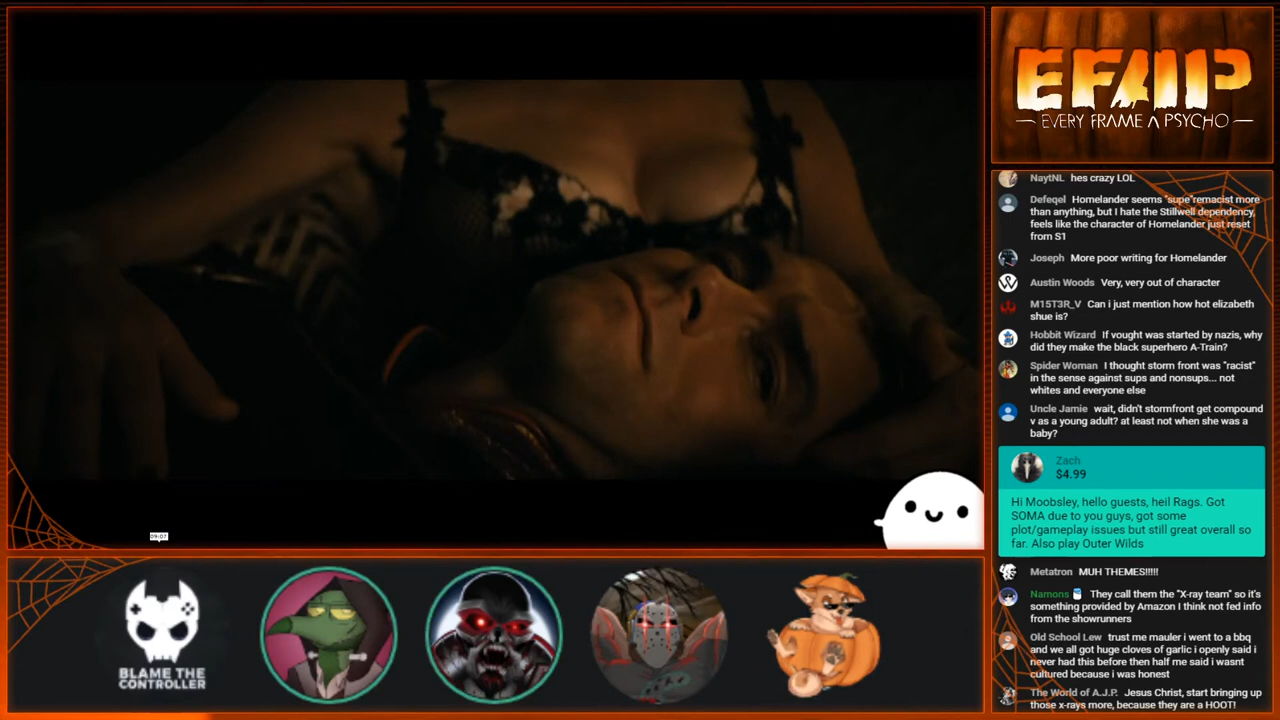 EFAP
EVERY FRAME A PSYCHO
NaytNL hes crazy LOL
Defeqel Homelander seems "supe"remacist more
than anything, but I hate the Stillwell dependency,
feels like the character of Homelander just reset
from S1
Joseph More poor writing for Homelander
Austin Woods Very, very out of character
M15T3R_V Can i just mention how hot elizabeth
shue is?
Hobbit Wizard If vought was started by nazis, why
did they make the black superhero A-Train?
Spider Woman I thought storm front was "racist"
in the sense against sups and nonsups... not
whites and everyone else
Uncle Jamie wait, didn't stormfront get compound
v as a young adult? at least not when she was a
baby?
Zach
$4.99
Hi Moobsley, hello guests, heil Rags. Got
SOMA due to you guys, got some
plot/gameplay issues but still great overall so
far. Also play Outer Wilds
Metatron MUH THEMES!!!!!
Namons They call them the "X-ray team" so it's
something provided by Amazon I think not fed info
from the showrunners
Old School Lew trust me mauler i went to a bbq
and we all got huge cloves of garlic i openly said i
never had this before then half me said i wasnt
cultured because i was honest
The World of A.J.P. Jesus Christ, start bringing up
those x-rays more, because they are a HOOT!
09:07
BLAME THE
CONTROLLER